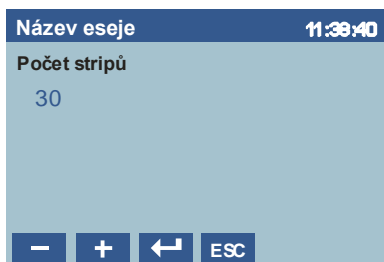 Název eseje 11:38:40
Počet stripů
30
− + ↵ ESC